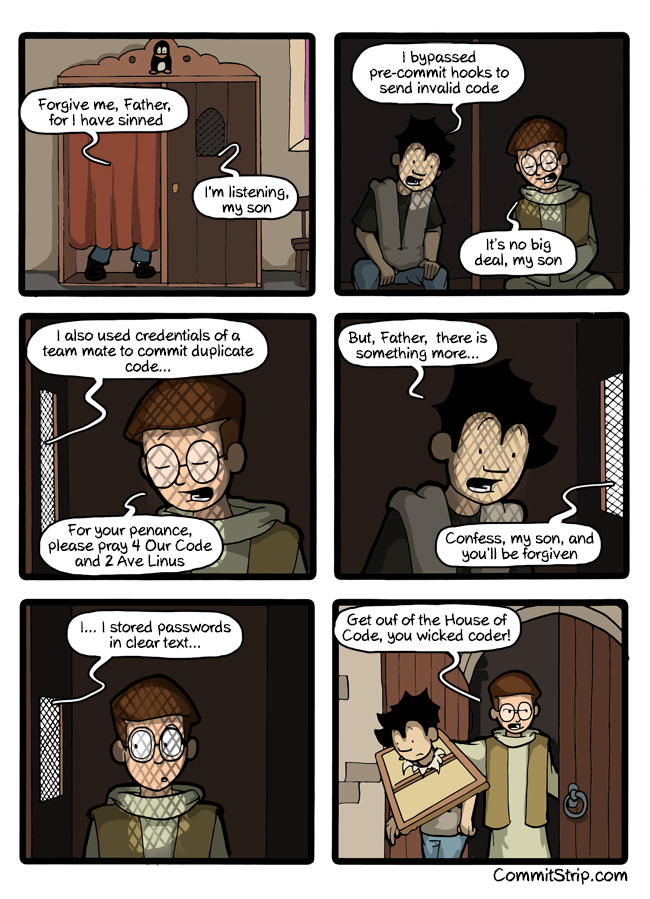 Forgive me, Father,
for I have sinned
I'm listening,
my son
I bypassed
pre-commit hooks to
send invalid code
It's no big
deal, my son
I also used credentials of a
team mate to commit duplicate
code...
For your penance,
please pray 4 Our Code
and 2 Ave Linus
But, Father, there is
something more...
Confess, my son, and
you'll be forgiven
I... I stored passwords
in clear text...
Get ouf of the House of
Code, you wicked coder!
CommitStrip.com